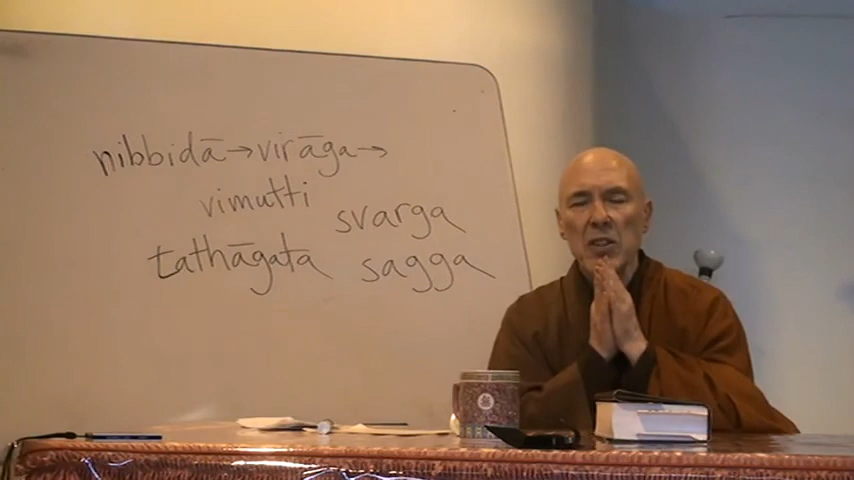 nibbidā → virāga →
vimutti
svarga
tathāgata
sagga